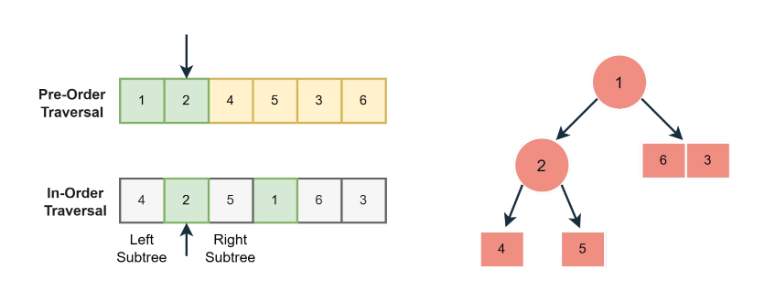 Pre-Order
Traversal
1 2 4 5 3 6
In-Order
Traversal
4 2 5 1 6 3
Left
Subtree
Right
Subtree
1
2
6 3
4 5